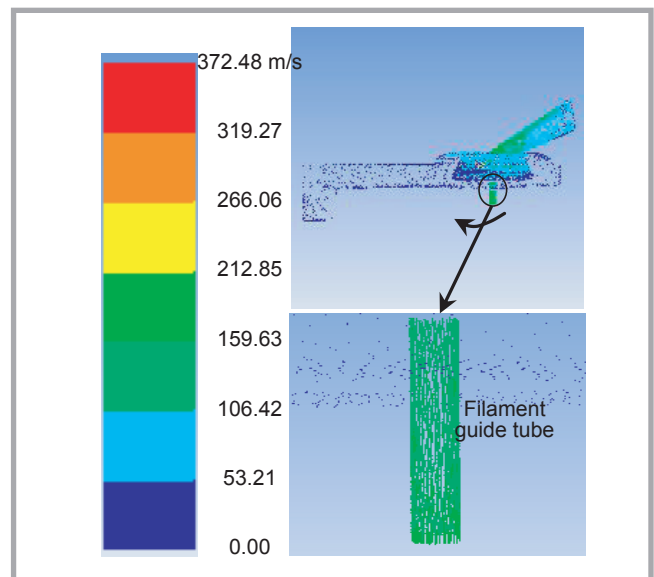 372.48 m/s
319.27
266.06
212.85
159.63
106.42
53.21
0.00
Filament
guide tube